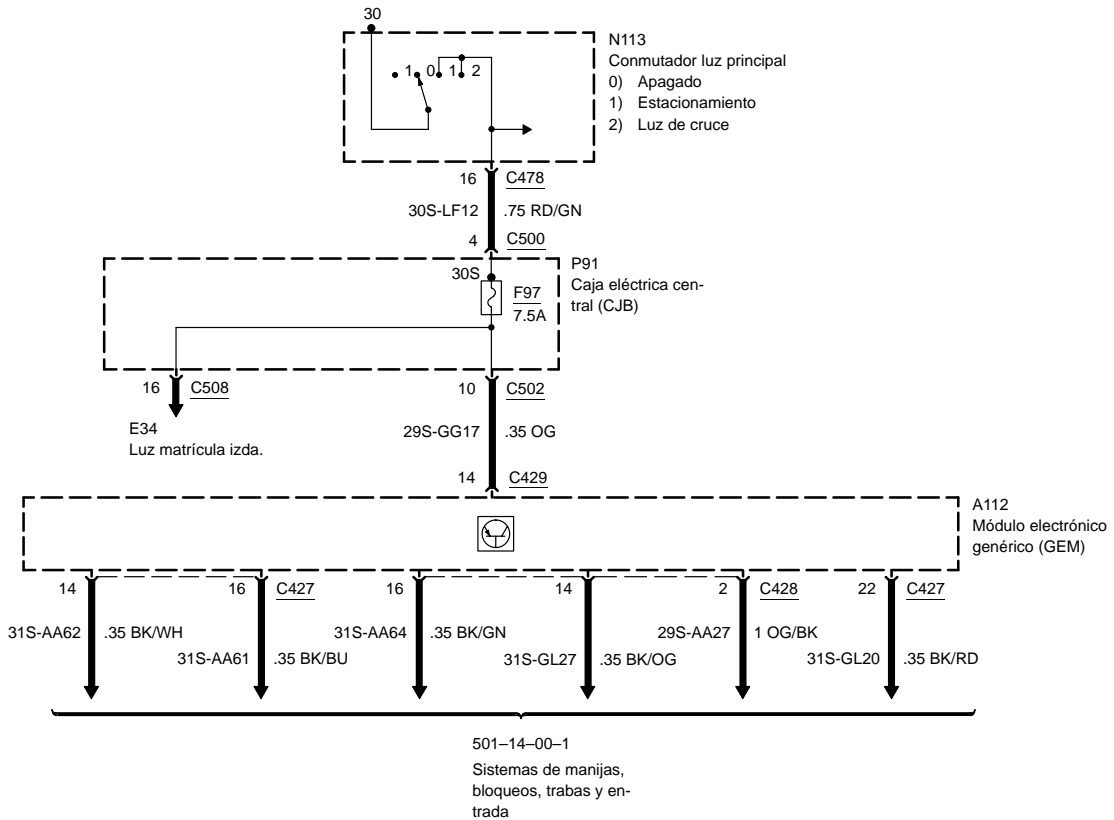 30
N113
Conmutador luz principal
0) Apagado
1) Estacionamiento
2) Luz de cruce
1 0 1 2
16 C478
30S-LF12 .75 RD/GN
4 C500
P91
Caja eléctrica cen-
tral (CJB)
30S
F97
7.5A
16 C508
10 C502
E34
Luz matrícula izda.
29S-GG17 .35 OG
14 C429
A112
Módulo electrónico
genérico (GEM)
14 16 C427 16 14 2 C428 22 C427
31S-AA62 .35 BK/WH 31S-AA64 .35 BK/GN 29S-AA27 1 OG/BK
31S-AA61 .35 BK/BU 31S-GL27 .35 BK/OG 31S-GL20 .35 BK/RD
501–14–00–1
Sistemas de manijas,
bloqueos, trabas y en-
trada